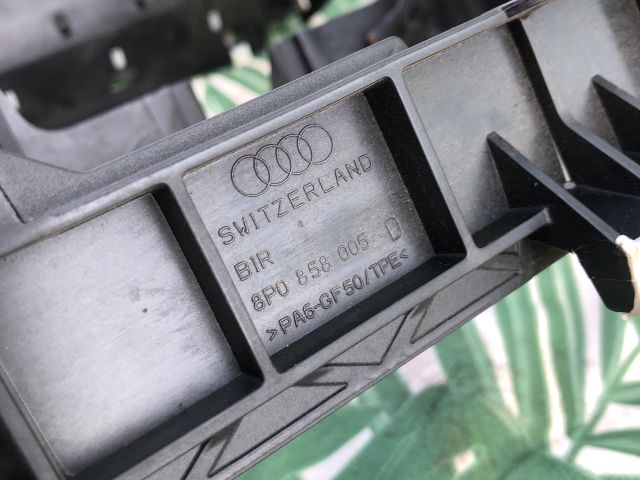 SWITZERLAND
BIR
8P0 858 005 D
>PA6-GF50/TPE<